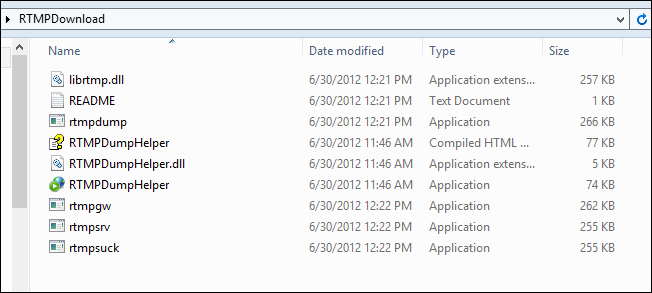 RTMPDownload
Name Date modified Type Size
librtmp.dll 6/30/2012 12:21 PM Application extens... 257 KB
README 6/30/2012 12:21 PM Text Document 1 KB
rtmpdump 6/30/2012 12:21 PM Application 266 KB
RTMPDumpHelper 6/30/2012 11:46 AM Compiled HTML ... 77 KB
RTMPDumpHelper.dll 6/30/2012 11:46 AM Application extens... 5 KB
RTMPDumpHelper 6/30/2012 11:46 AM Application 74 KB
rtmpgw 6/30/2012 12:22 PM Application 262 KB
rtmpsrv 6/30/2012 12:22 PM Application 255 KB
rtmpsuck 6/30/2012 12:22 PM Application 255 KB